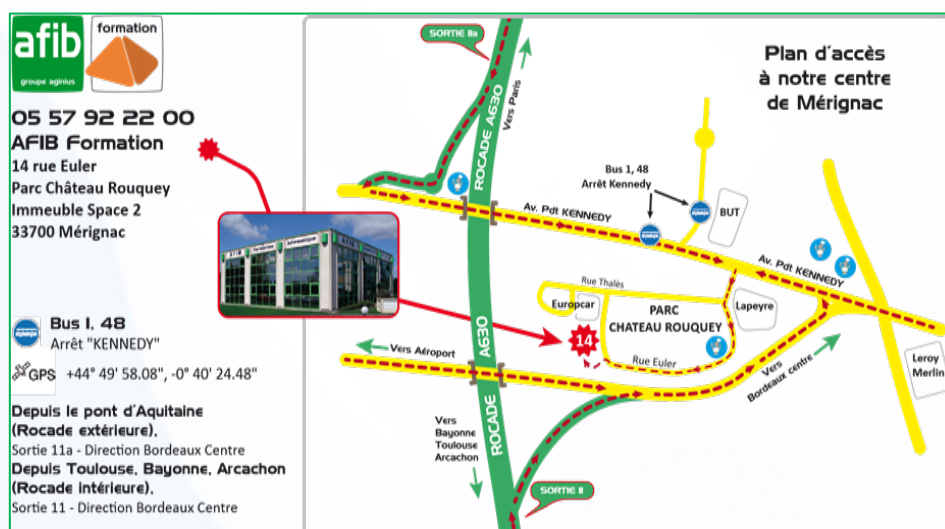 afib
groupe aginius
formation
05 57 92 22 00
AFIB Formation
14 rue Euler
Parc Château Rouquey
Immeuble Space 2
33700 Mérignac
Bus 1, 48
Arrêt "KENNEDY"
GPS +44° 49' 58.08", -0° 40' 24.48"
Depuis le pont d'Aquitaine
(Rocade extérieure),
Sortie 11a - Direction Bordeaux Centre
Depuis Toulouse, Bayonne, Arcachon
(Rocade intérieure),
Sortie 11 - Direction Bordeaux Centre
Plan d'accès
à notre centre
de Mérignac
SORTIE 11a
ROCADE A630
Vers Paris
Bus 1, 48
Arrêt Kennedy
BUT
Av. Pdt KENNEDY
Av. Pdt KENNEDY
AFIB
Rue Thalès
Europcar
PARC
CHATEAU ROUQUEY
Lapeyre
14
Rue Euler
A630
Vers Aéroport
Vers
Bordeaux centre
Leroy
Merlin
ROCADE
Vers
Bayonne
Toulouse
Arcachon
SORTIE 11